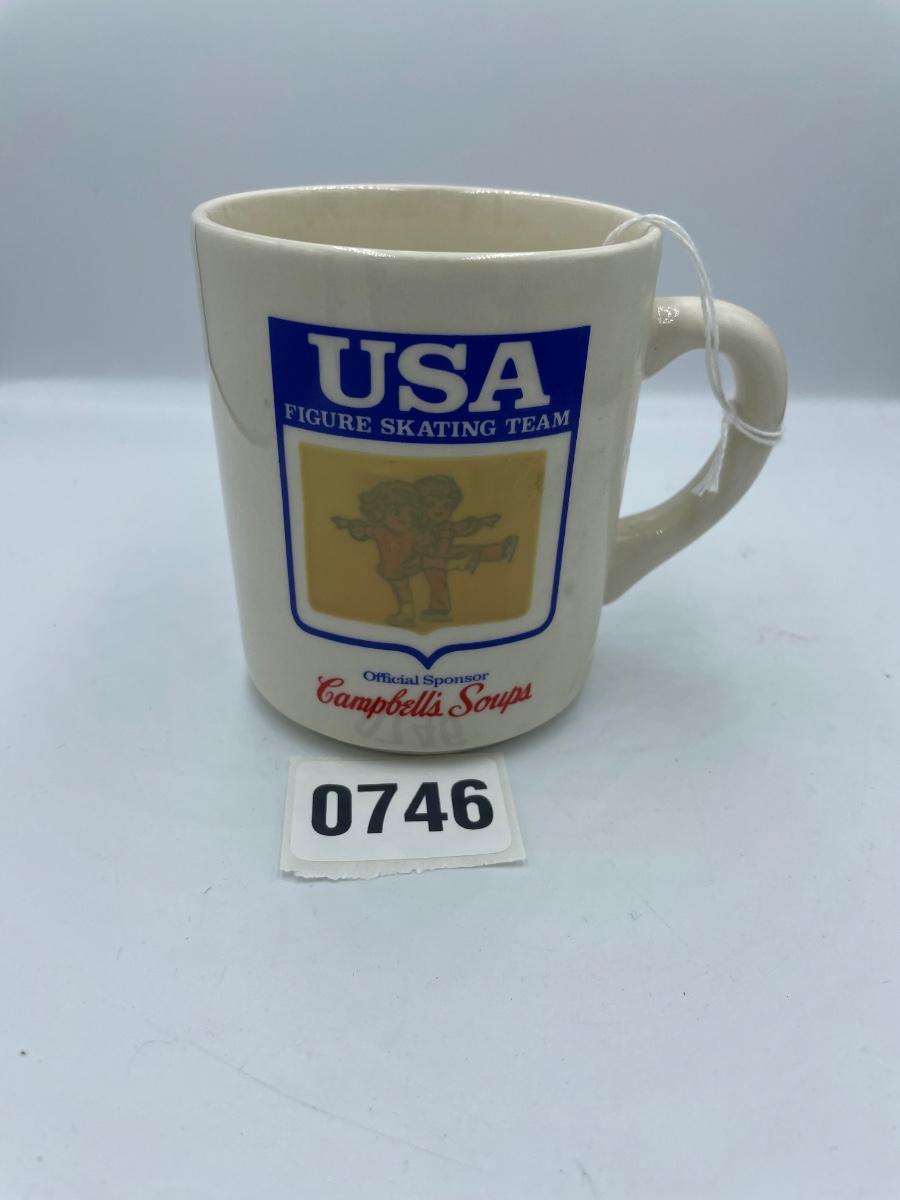 USA
FIGURE SKATING TEAM
Official Sponsor
Campbell's Soups
0746